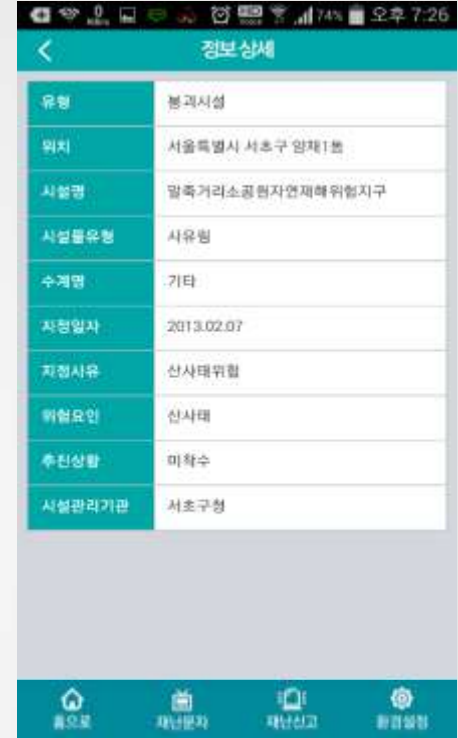 74% 오후 7:26
정보 상세
유형 붕괴시설
위치 서울특별시 서초구 양재1동
시설명 말죽거리소공원자연재해위험지구
시설물유형 사유림
수계명 기타
지정일자 2013.02.07
지정사유 산사태위험
위험요인 산사태
추진상황 미착수
시설관리기관 서초구청
홈으로 재난문자 재난신고 환경설정